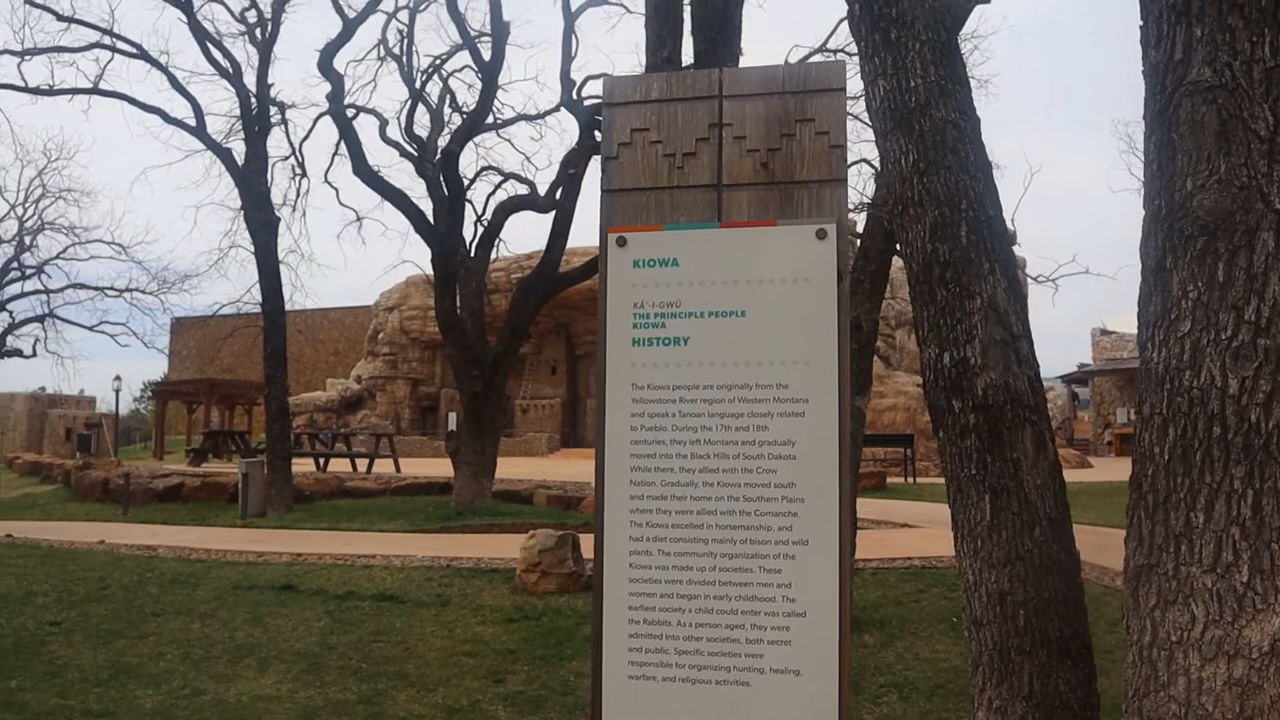 KIOWA
KÅ'-I-GWÚ
THE PRINCIPLE PEOPLE
KIOWA
HISTORY
The Kiowa people are originally from the
Yellowstone River region of Western Montana
and speak a Tanoan language closely related
to Pueblo. During the 17th and 18th
centuries, they left Montana and gradually
moved into the Black Hills of South Dakota.
While there, they allied with the Crow
Nation. Gradually, the Kiowa moved south
and made their home on the Southern Plains
where they were allied with the Comanche.
The Kiowa excelled in horsemanship, and
had a diet consisting mainly of bison and wild
plants. The community organization of the
Kiowa was made up of societies. These
societies were divided between men and
women and began in early childhood. The
earliest society a child could enter was called
the Rabbits. As a person aged, they were
admitted into other societies, both secret
and public. Specific societies were
responsible for organizing hunting, healing,
warfare, and religious activities.